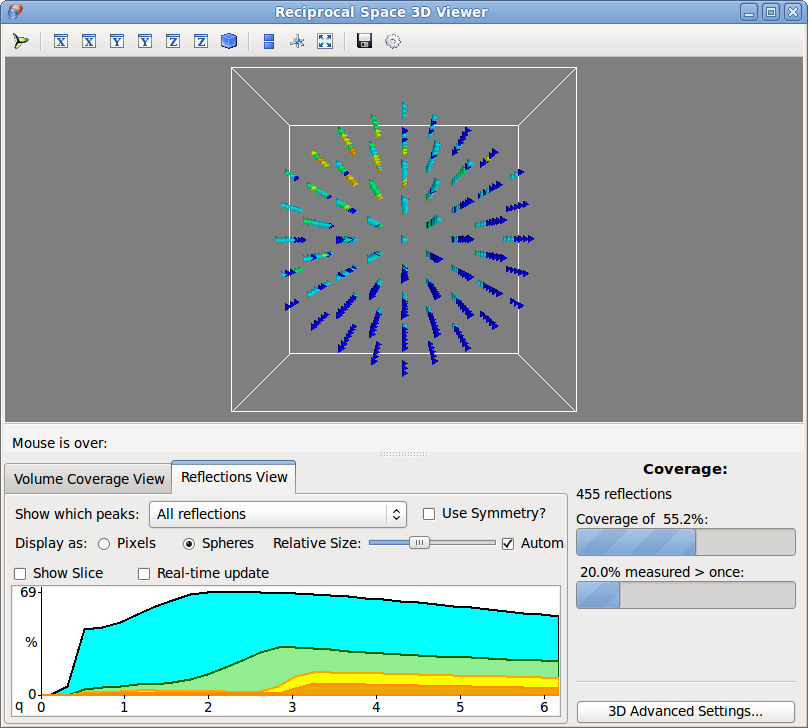 Reciprocal Space 3D Viewer
X X Y Y Z Z
Mouse is over:
Volume Coverage View
Reflections View
Show which peaks: All reflections Use Symmetry?
Display as: Pixels Spheres Relative Size: Autom
Show Slice Real-time update
69
%
0
q 0 1 2 3 4 5 6
Coverage:
455 reflections
Coverage of 55.2%:
20.0% measured > once:
3D Advanced Settings...